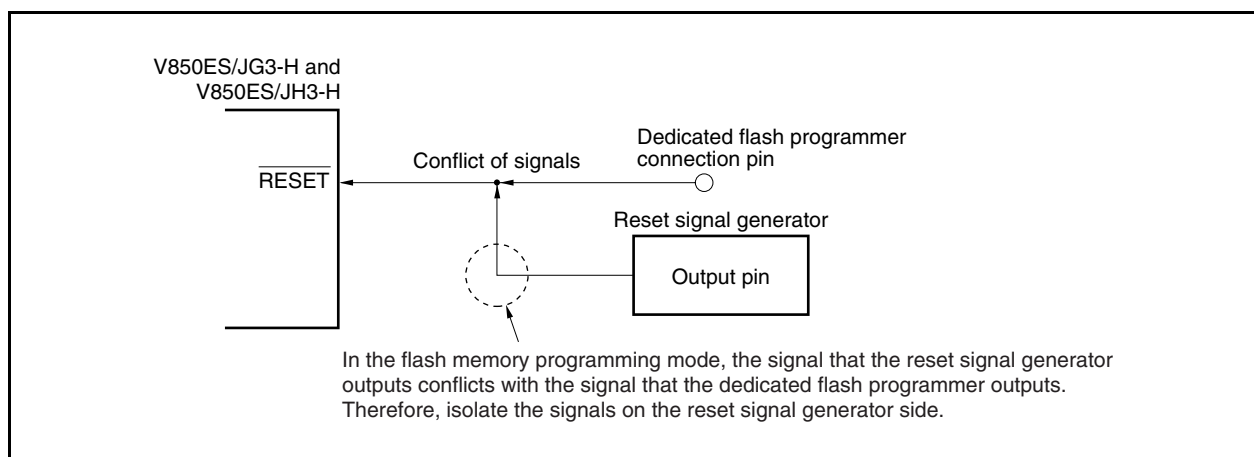 V850ES/JG3-H and
V850ES/JH3-H
RESET
Conflict of signals
Dedicated flash programmer
connection pin
Reset signal generator
Output pin
In the flash memory programming mode, the signal that the reset signal generator
outputs conflicts with the signal that the dedicated flash programmer outputs.
Therefore, isolate the signals on the reset signal generator side.